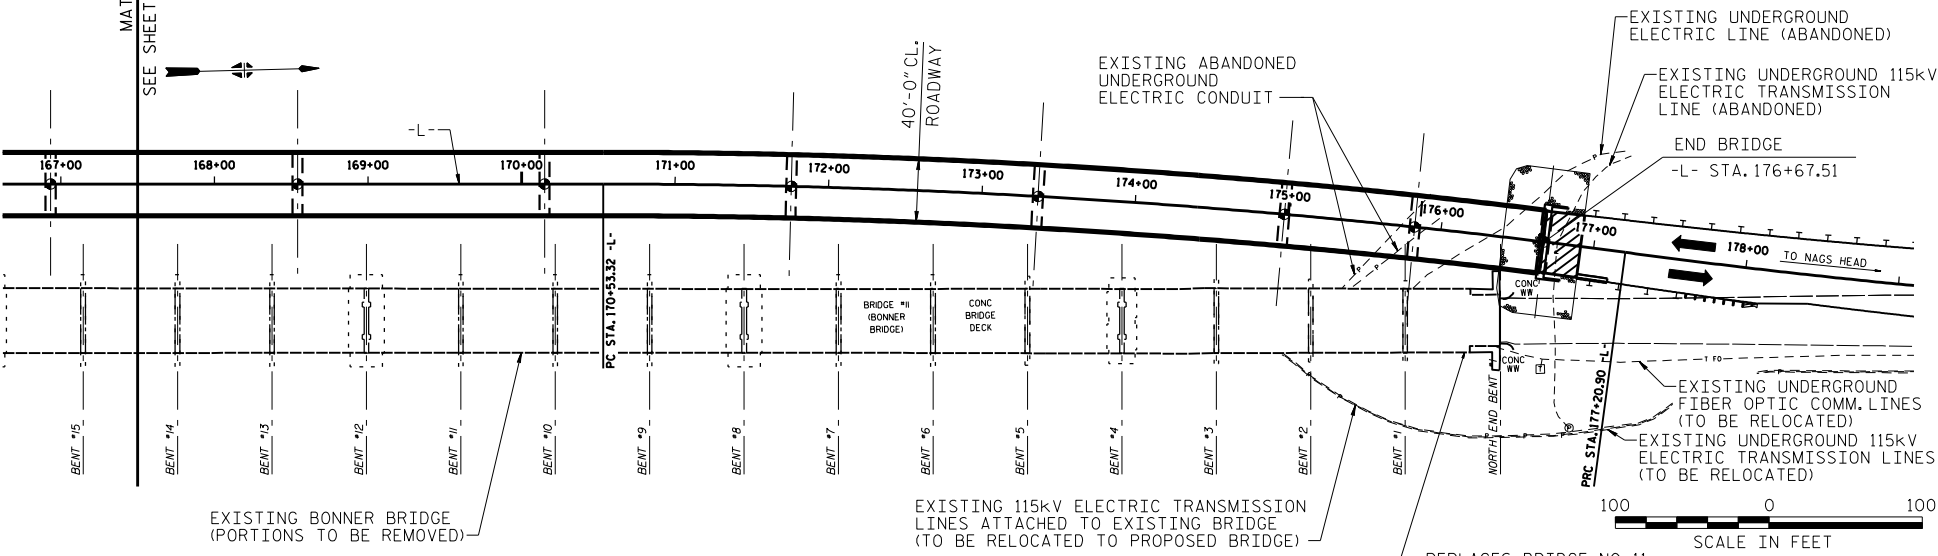 MAT
SEE SHEET
-L-
40'-0" CL.
ROADWAY
EXISTING ABANDONED
UNDERGROUND
ELECTRIC CONDUIT
EXISTING UNDERGROUND
ELECTRIC LINE (ABANDONED)
EXISTING UNDERGROUND 115kV
ELECTRIC TRANSMISSION
LINE (ABANDONED)
END BRIDGE
-L- STA. 176+67.51
167+00
168+00
169+00
170+00
171+00
172+00
173+00
174+00
175+00
176+00
177+00
178+00
TO NAGS HEAD
PC STA. 170+53.32 -L-
BRIDGE #11
(BONNER
BRIDGE)
CONC
BRIDGE
DECK
P
P
P
P
CONC
WW
CONC
WW
T
T FO
P
BENT #15
BENT #14
BENT #13
BENT #12
BENT #11
BENT #10
BENT #9
BENT #8
BENT #7
BENT #6
BENT #5
BENT #4
BENT #3
BENT #2
BENT #1
NORTH END BENT #1
PRC STA. 177+20.90 -L-
EXISTING UNDERGROUND
FIBER OPTIC COMM. LINES
(TO BE RELOCATED)
EXISTING UNDERGROUND 115kV
ELECTRIC TRANSMISSION LINES
(TO BE RELOCATED)
EXISTING BONNER BRIDGE
(PORTIONS TO BE REMOVED)
EXISTING 115kV ELECTRIC TRANSMISSION
LINES ATTACHED TO EXISTING BRIDGE
(TO BE RELOCATED TO PROPOSED BRIDGE)
100 0 100
SCALE IN FEET
REPLACES BRIDGE NO. 11